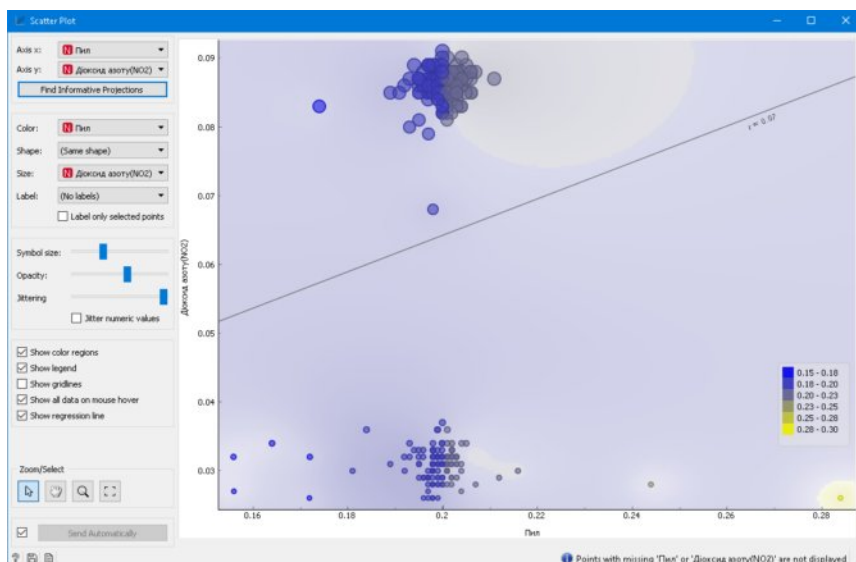 Scatter Plot
Axis x: N Пил
Axis y: N Діоксид азоту(NO2)
Find Informative Projections
Color: N Пил
Shape: (Same shape)
Size: N Діоксид азоту(NO2)
Label: (No labels)
Label only selected points
Symbol size:
Opacity:
Jittering
Jitter numeric values
Show color regions
Show legend
Show gridlines
Show all data on mouse hover
Show regression line
Zoom/Select
Send Automatically
0.09
0.08
0.07
0.06
0.05
0.04
0.03
Діоксид азоту(NO2)
r = 0.07
0.15 - 0.18
0.18 - 0.20
0.20 - 0.23
0.23 - 0.25
0.25 - 0.28
0.28 - 0.30
0.16 0.18 0.2 0.22 0.24 0.26 0.28
Пил
Points with missing 'Пил' or 'Діоксид азоту(NO2)' are not displayed